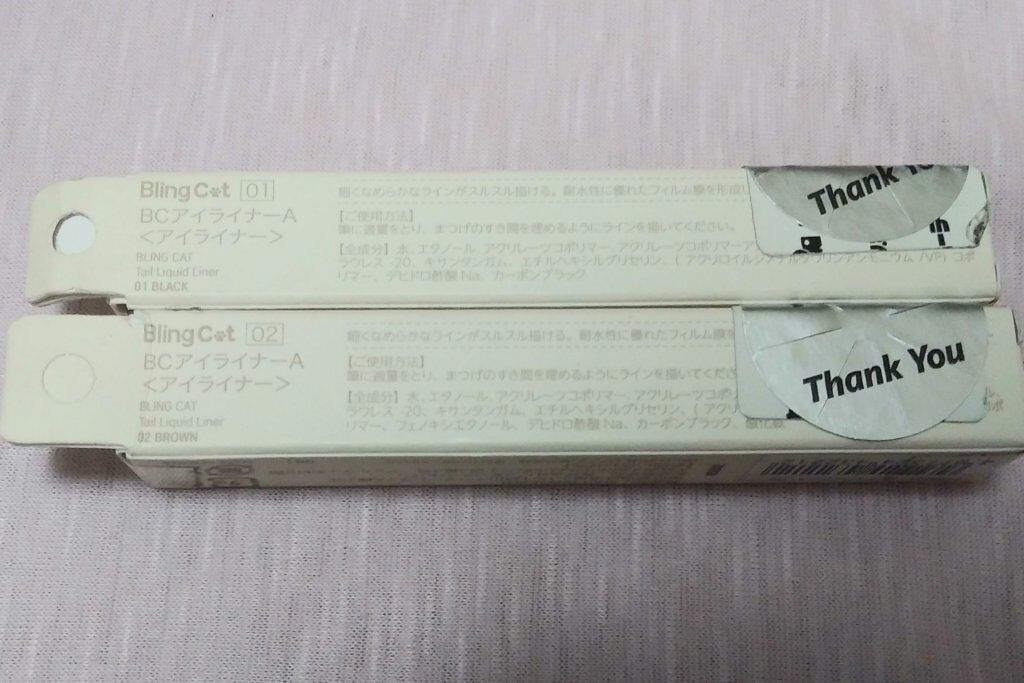 Bling Cat 01
BCアイライナーA
<アイライナー>
BLING CAT
Tail Liquid Liner
01 BLACK
細くなめらかなラインがスルスル描ける。耐水性に優れたフィルム膜を形成し
【ご使用方法】
筆に適量をとり、まつげのすき間を埋めるようにラインを描いてください。
【全成分】水、エタノール、アクリレーツコポリマー、アクリレーツコポリマーア
ラウレス-20、キサンタンガム、エチルヘキシルグリセリン、(アクリロイルジメチルタウリンアンモニウム/VP) コポ
リマー、デヒドロ酢酸Na、カーボンブラック
Thank Yo
Bling Cat 02
BCアイライナーA
<アイライナー>
BLING CAT
Tail Liquid Liner
02 BROWN
細くなめらかなラインがスルスル描ける。耐水性に優れたフィルム膜を
【ご使用方法】
筆に適量をとり、まつげのすき間を埋めるようにラインを描いてくださ
【全成分】水、エタノール、アクリレーツコポリマー、アクリレーツコポ
ラウレス-20、キサンタンガム、エチルヘキシルグリセリン、(アクリ
リマー、フェノキシエタノール、デヒドロ酢酸Na、カーボンブラック、酸化鉄
Thank You